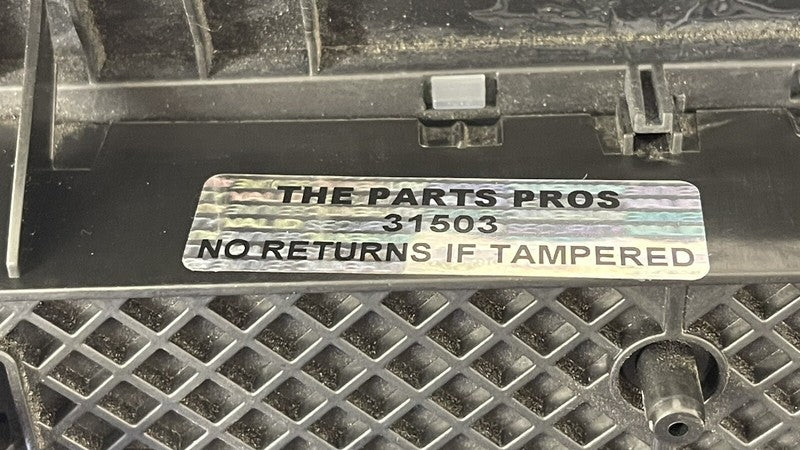 THE PARTS PROS
31503
NO RETURNS IF TAMPERED